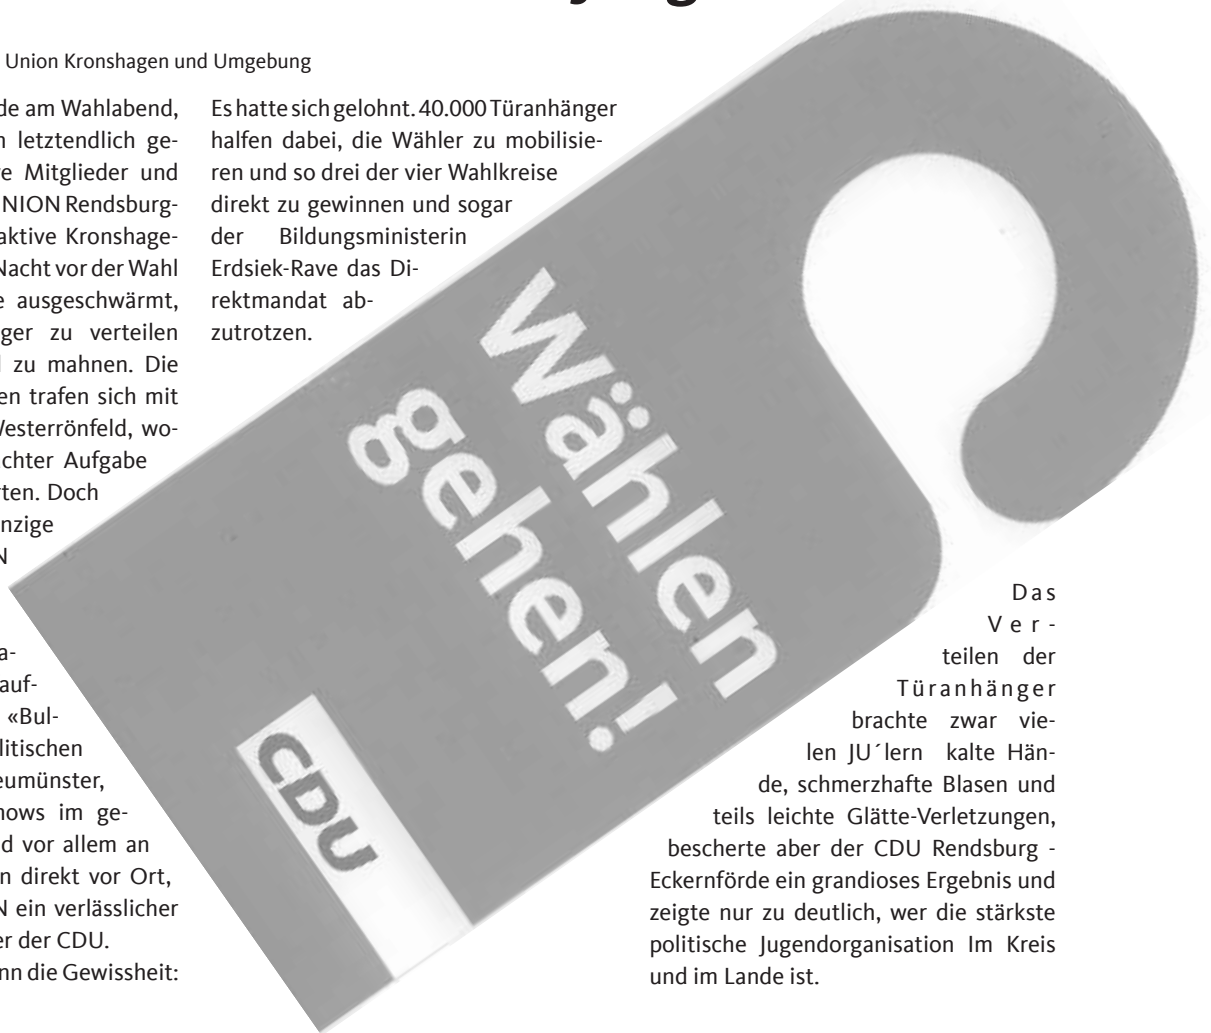 Union Kronshagen und Umgebung
de am Wahlabend,
n letztendlich ge-
e Mitglieder und
NION Rendsburg-
aktive Kronshage-
Nacht vor der Wahl
e ausgeschwärmt,
ger zu verteilen
zu mahnen. Die
en trafen sich mit
Westerrönfeld, wo-
chter Aufgabe
rten. Doch
nzige
N
a-
auf-
«Bul-
litischen
eumünster,
hows im ge-
d vor allem an
n direkt vor Ort,
N ein verlässlicher
er der CDU.
nn die Gewissheit:
Es hatte sich gelohnt. 40.000 Türanhänger
halfen dabei, die Wähler zu mobilisie-
ren und so drei der vier Wahlkreise
direkt zu gewinnen und sogar
der Bildungsministerin
Erdsiek-Rave das Di-
rektmandat ab-
zutrotzen.
Wählen
gehen!
CDU
Das
Ver-
teilen der
Türanhänger
brachte zwar vie-
len JU´lern kalte Hän-
de, schmerzhafte Blasen und
teils leichte Glätte-Verletzungen,
bescherte aber der CDU Rendsburg -
Eckernförde ein grandioses Ergebnis und
zeigte nur zu deutlich, wer die stärkste
politische Jugendorganisation Im Kreis
und im Lande ist.